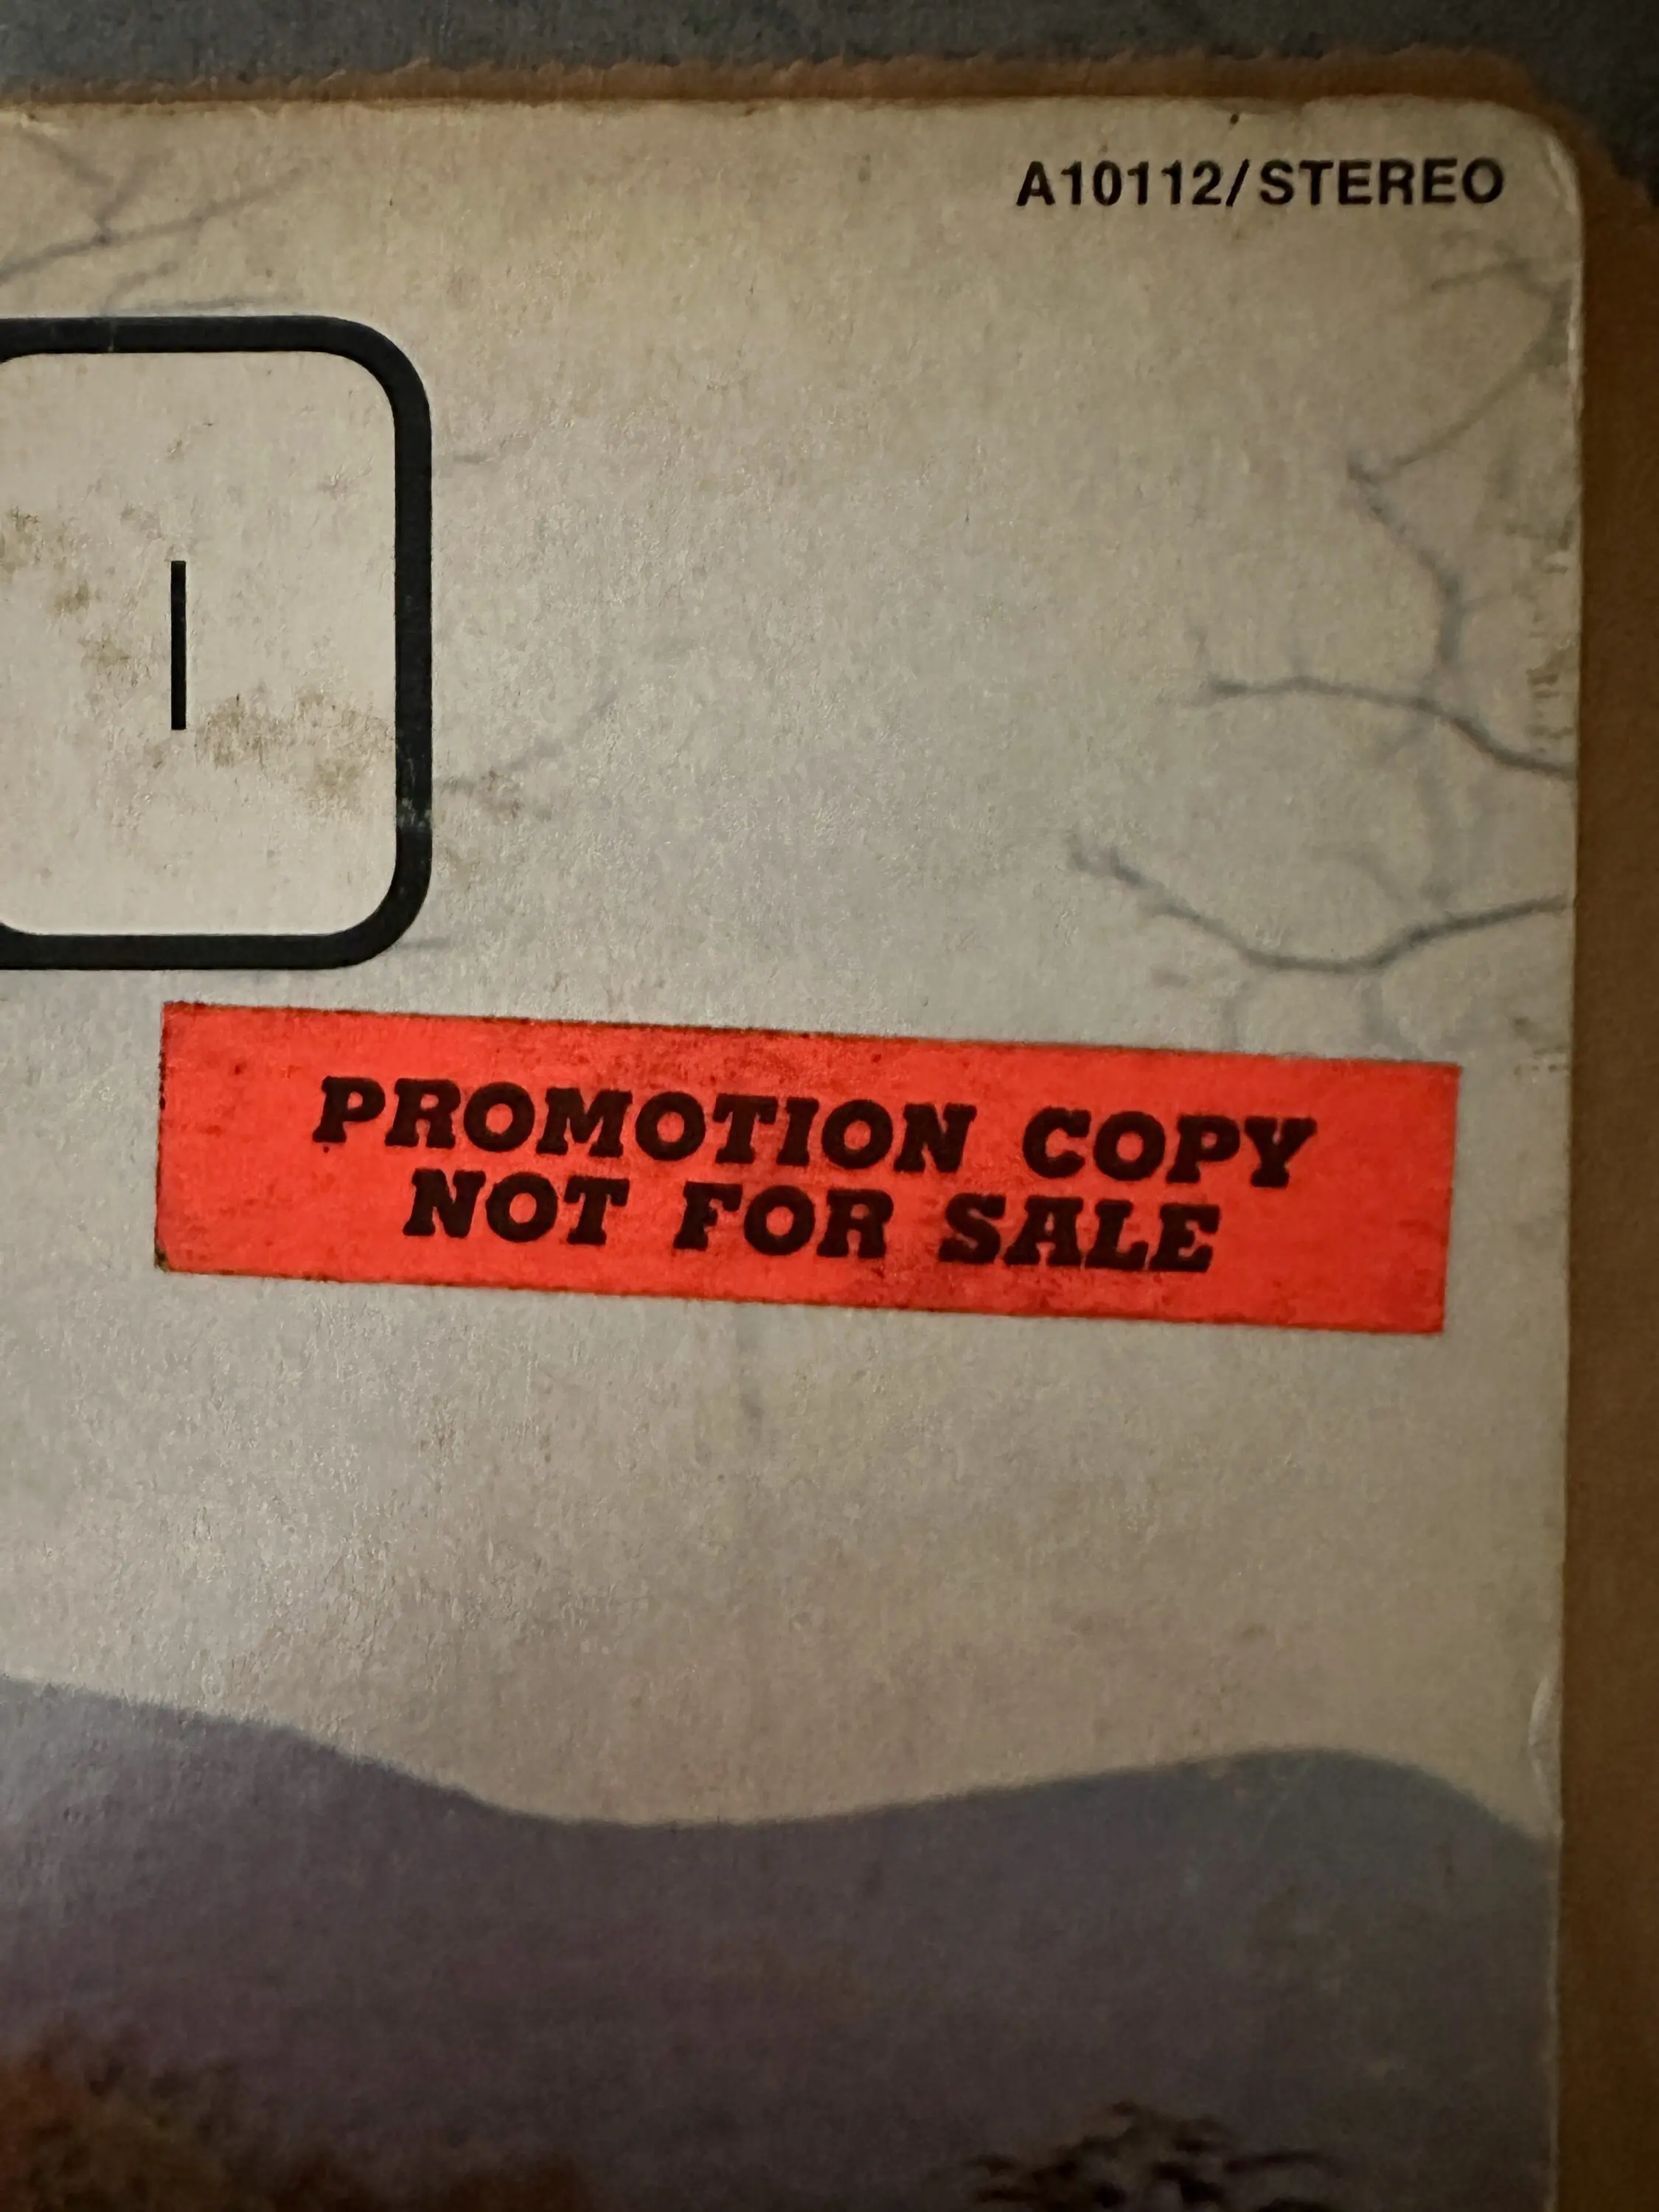 A10112/STEREO
I
PROMOTION COPY
NOT FOR SALE